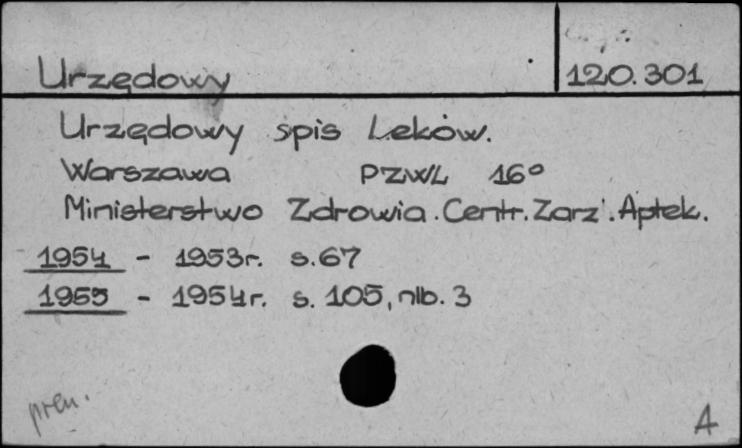 Urzędowy
120.301
Urzędowy spis Leków.
Warszawa PZWL 16°
Ministerstwo Zdrowia. Centr. Zarz. Aptek.
1954 - 1953r. s.67
1955 - 1954r. s. 105, nlb. 3
pren.
A